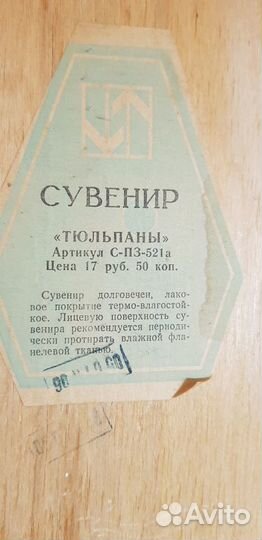 СУВЕНИР
«ТЮЛЬПАНЫ»
Артикул С-ПЗ-521а
Цена 17 руб. 50 коп.
Сувенир долговечен, лако-
вое покрытие термо-влагостой-
кое. Лицевую поверхность су-
венира рекомендуется периоди-
чески протирать влажной фла-
нелевой тканью.
Avito